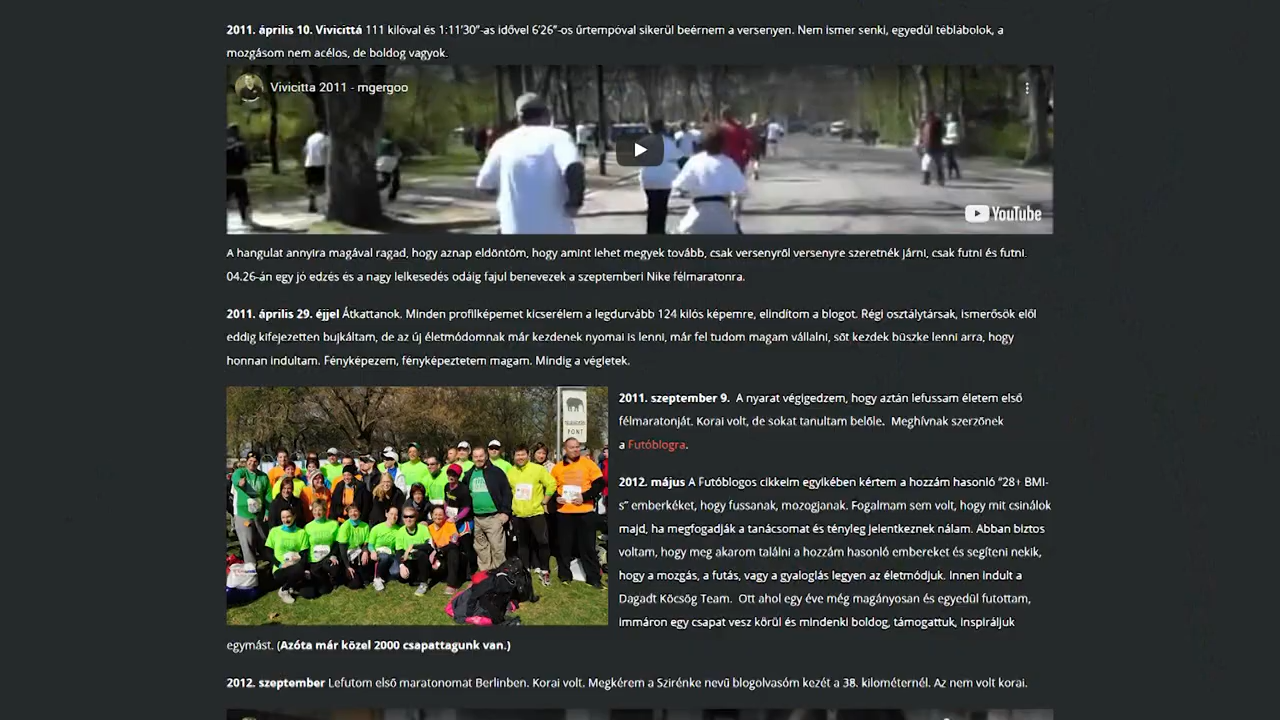 2011. április 10. Vivicittá 111 kilóval és 1:11'30"-as idővel 6'26"-os űrtempóval sikerül beérnem a versenyen. Nem ismer senki, egyedül téblábolok, a
mozgásom nem acélos, de boldog vagyok.
Vivicitta 2011 - mgergoo
YouTube
A hangulat annyira magával ragad, hogy aznap eldöntöm, hogy amint lehet megyek tovább, csak versenyről versenyre szeretnék járni, csak futni és futni.
04.26-án egy jó edzés és a nagy lelkesedés odáig fajul benevezek a szeptemberi Nike félmaratonra.
2011. április 29. éjjel Átkattanok. Minden profilképemet kicserélem a legdurvább 124 kilós képemre, elindítom a blogot. Régi osztálytársak, ismerősök elől
eddig kifejezetten bujkáltam, de az új életmódomnak már kezdenek nyomai is lenni, már fel tudom magam vállalni, sőt kezdek büszke lenni arra, hogy
honnan indultam. Fényképezem, fényképeztetem magam. Mindig a végletek.
2011. szeptember 9. A nyarat végigedzem, hogy aztán lefussam életem első
félmaratonját. Korai volt, de sokat tanultam belőle. Meghívnak szerzőnek
a Futóblogra.
2012. május A Futóblogos cikkeim egyikében kértem a hozzám hasonló "28+ BMI-
s" emberkéket, hogy fussanak, mozogjanak. Fogalmam sem volt, hogy mit csinálok
majd, ha megfogadják a tanácsomat és tényleg jelentkeznek nálam. Abban biztos
voltam, hogy meg akarom találni a hozzám hasonló embereket és segíteni nekik,
hogy a mozgás, a futás, vagy a gyaloglás legyen az életmódjuk. Innen indult a
Dagadt Köcsög Team. Ott ahol egy éve még magányosan és egyedül futottam,
immáron egy csapat vesz körül és mindenki boldog, támogattuk, inspiráljuk
egymást. (Azóta már közel 2000 csapattagunk van.)
2012. szeptember Lefutom első maratonomat Berlinben. Korai volt. Megkérem a Szirénke nevű blogolvasóm kezét a 38. kilométernél. Az nem volt korai.